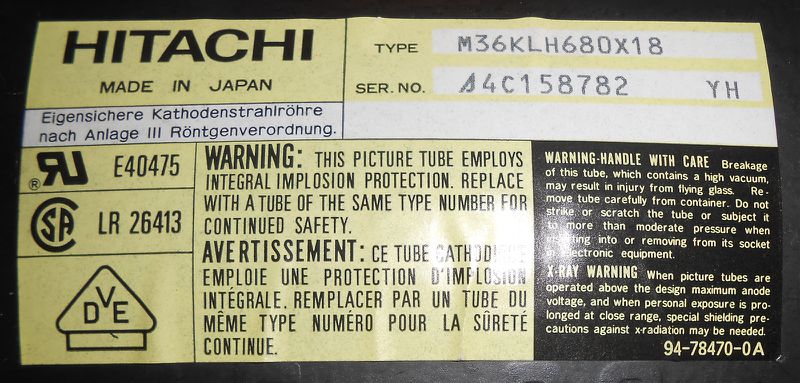 HITACHI
MADE IN JAPAN
TYPE M36KLH680X18
SER. NO. 4C158782 YH
Eigensichere Kathodenstrahlröhre
nach Anlage III Röntgenverordnung.
® E40475
SA LR 26413
DVE
WARNING: THIS PICTURE TUBE EMPLOYS
INTEGRAL IMPLOSION PROTECTION. REPLACE
WITH A TUBE OF THE SAME TYPE NUMBER FOR
CONTINUED SAFETY.
AVERTISSEMENT: CE TUBE CATHODIQUE
EMPLOIE UNE PROTECTION D'IMPLOSION
INTÉGRALE. REMPLACER PAR UN TUBE DU
MÊME TYPE NUMÉRO POUR LA SÛRETÉ
CONTINUE.
WARNING-HANDLE WITH CARE Breakage
of this tube, which contains a high vacuum,
may result in injury from flying glass. Re-
move tube carefully from container. Do not
strike or scratch the tube or subject it
to more than moderate pressure when
inserting into or removing from its socket
in electronic equipment.
X-RAY WARNING When picture tubes are
operated above the design maximum anode
voltage, and when personal exposure is pro-
longed at close range, special shielding pre-
cautions against x-radiation may be needed.
94-78470-0A